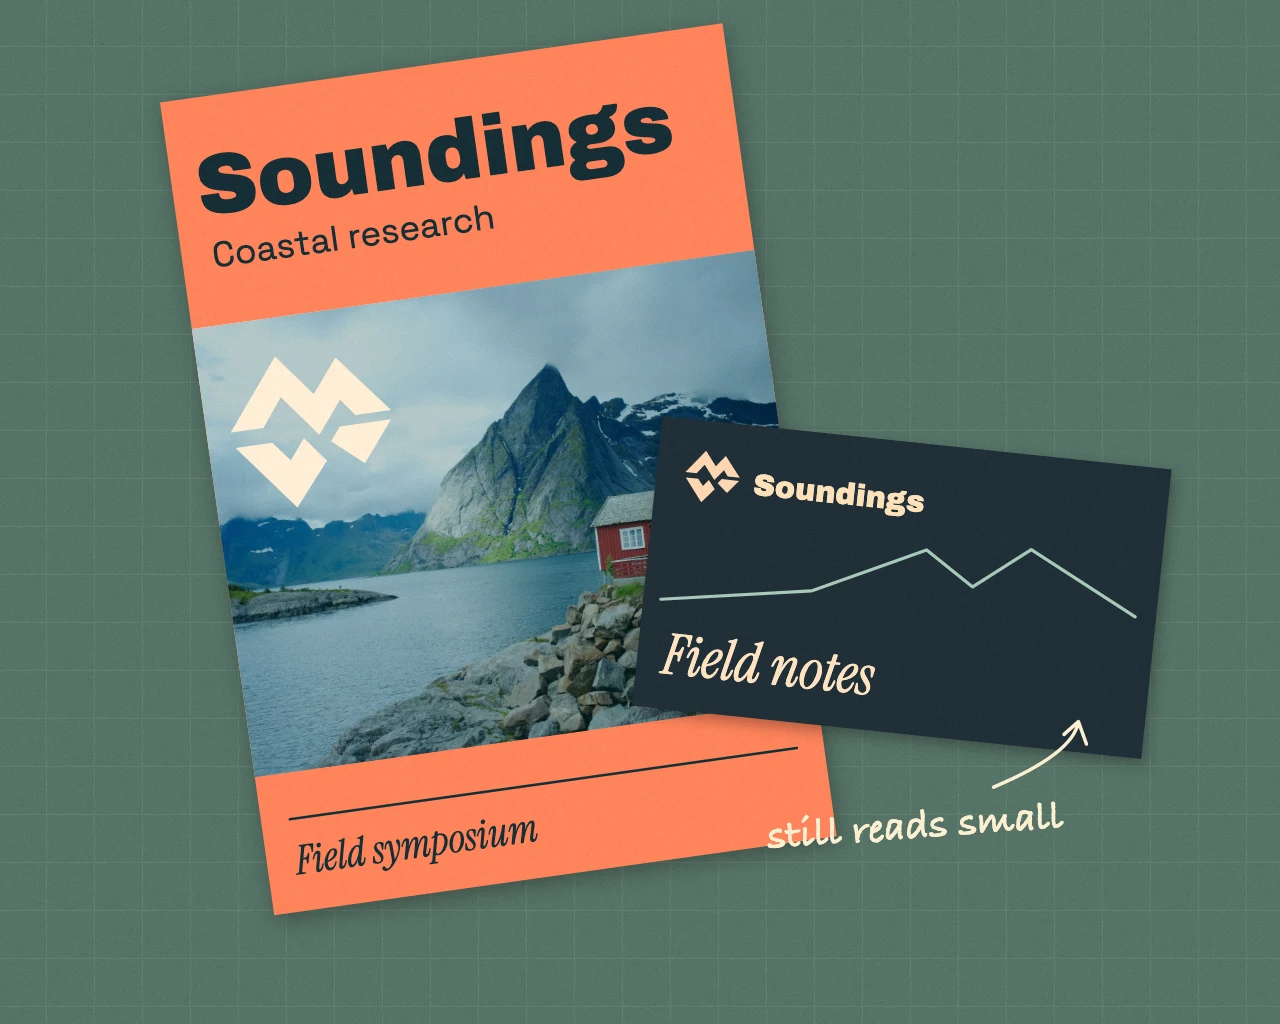 Soundings
Coastal research
Field symposium
Soundings
Field notes
still reads small